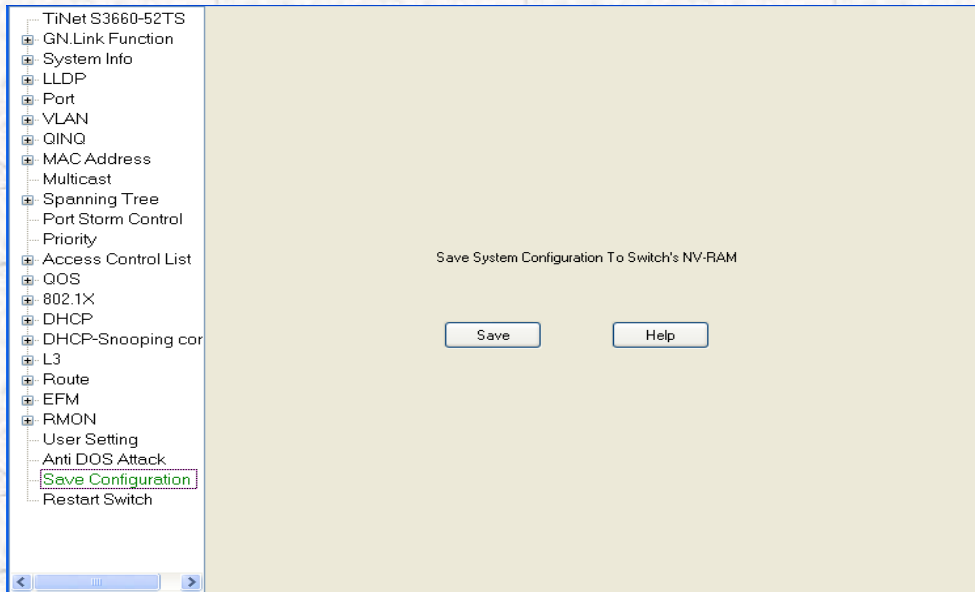 TiNet S3660-52TS
GN.Link Function
System Info
LLDP
Port
VLAN
QINQ
MAC Address
Multicast
Spanning Tree
Port Storm Control
Priority
Access Control List
QOS
802.1X
DHCP
DHCP-Snooping cor
L3
Route
EFM
RMON
User Setting
Anti DOS Attack
Save Configuration
Restart Switch
Save System Configuration To Switch's NV-RAM
Save
Help